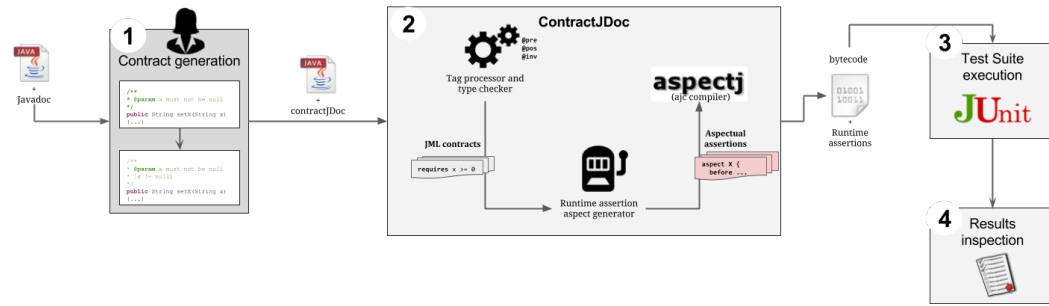 JAVA
+
Javadoc
1
Contract generation
/**
* @param a must not be null
*/
public String setX(String a)
{...}
/**
* @param a must not be null
* [a != null]
*/
public String setX(String a)
{...}
JAVA
+
contractJDoc
2
ContractJDoc
@pre
@pos
@inv
Tag processor and
type checker
aspectj
(ajc compiler)
JML contracts
requires x >= 0
Runtime assertion
aspect generator
Aspectual
assertions
aspect X {
before ...
bytecode
01001
10011
+
Runtime
assertions
3
Test Suite
execution
JUnit
4
Results
inspection